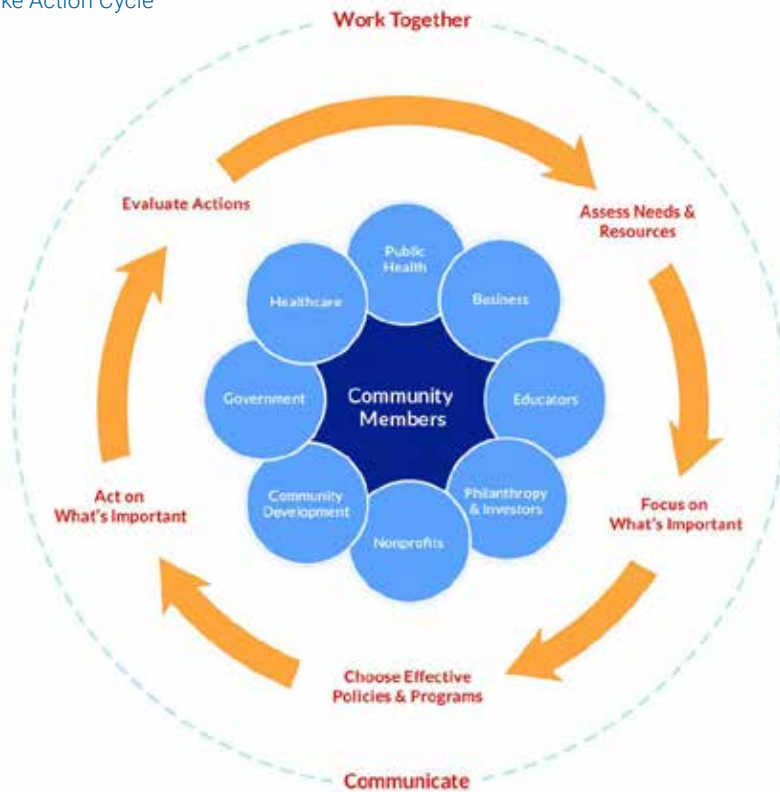 ke Action Cycle
Work Together
Evaluate Actions
Assess Needs &
Resources
Public
Health
Healthcare
Business
Government
Community
Members
Educators
Community
Development
Philanthropy
& Investors
Nonprofits
Act on
What's Important
Focus on
What's Important
Choose Effective
Policies & Programs
Communicate